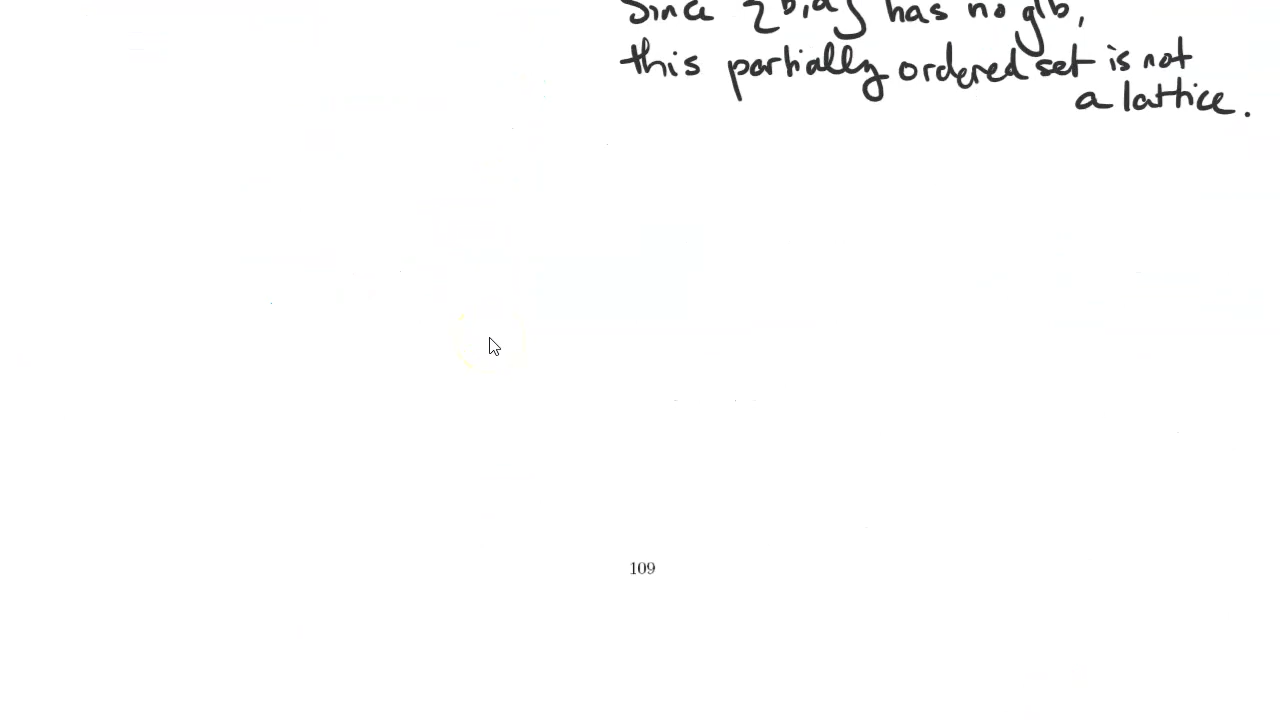 Since {b,d} has no glb,
this partially ordered set is not
a lattice.
109